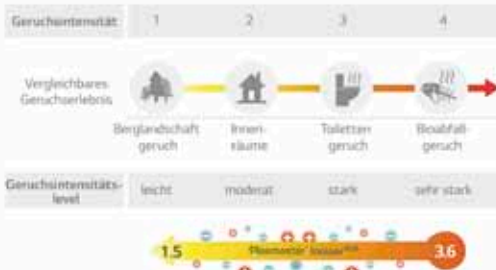 Geruchsintensität 1 2 3 4
Vergleichbares
Geruchserlebnis
Berglandschaft Innen- Toiletten Bioabfall-
geruch räume geruch geruch
Geruchsintensitäts-
level leicht moderat stark sehr stark
1.5 3.6